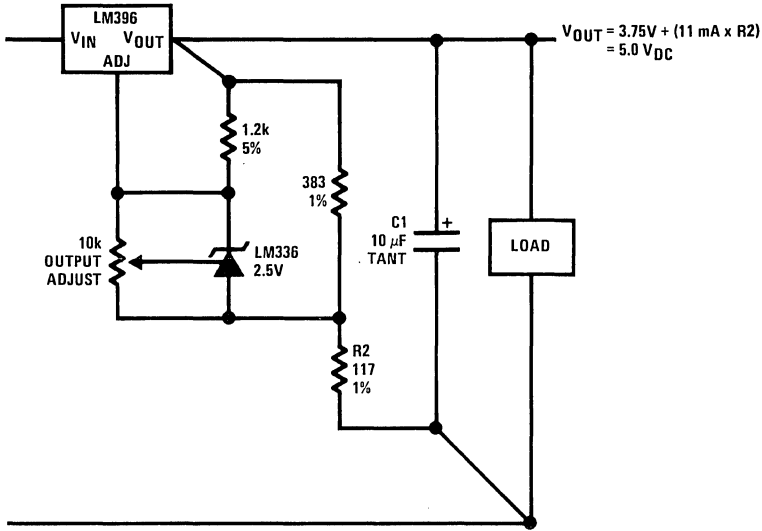 LM396
VIN VOUT
ADJ
VOUT = 3.75V + (11 mA x R2)
= 5.0 VDC
1.2k
5%
383
1%
C1
10 μF
TANT
+
LOAD
10k
OUTPUT
ADJUST
LM336
2.5V
R2
117
1%